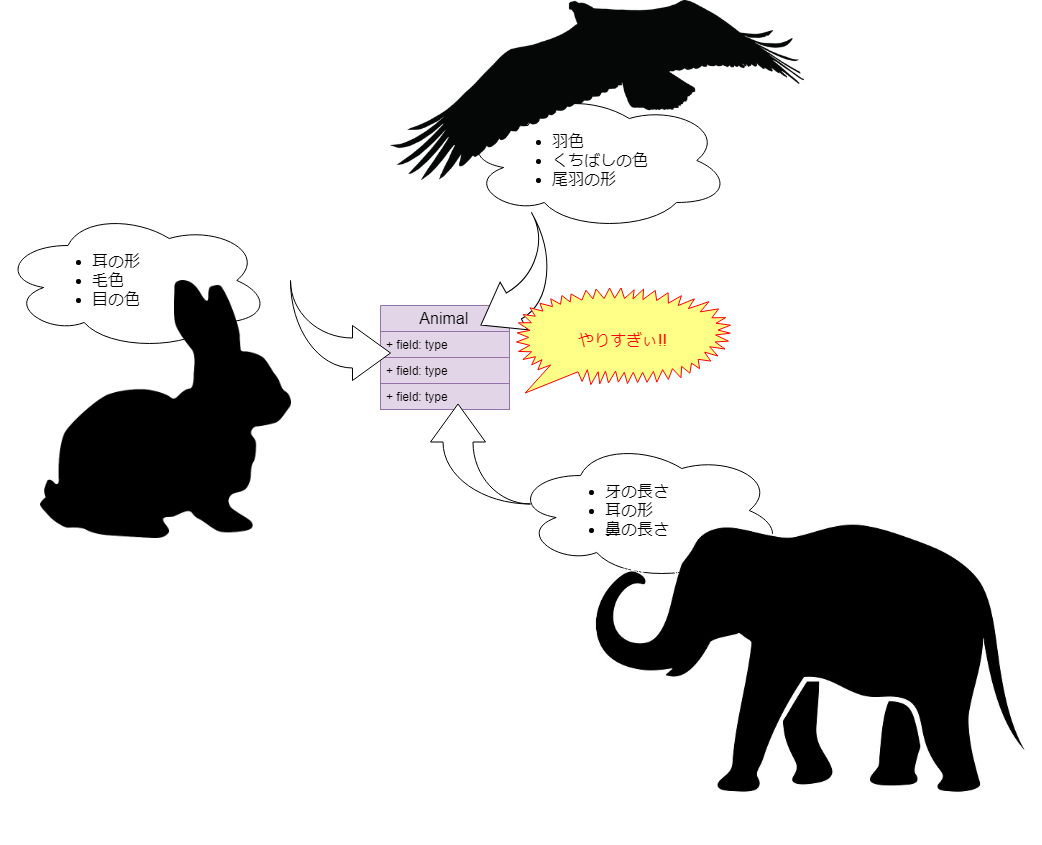 羽色
くちばしの色
尾羽の形
耳の形
毛色
目の色
Animal
+ field: type
+ field: type
+ field: type
やりすぎぃ!!
牙の長さ
耳の形
鼻の長さ